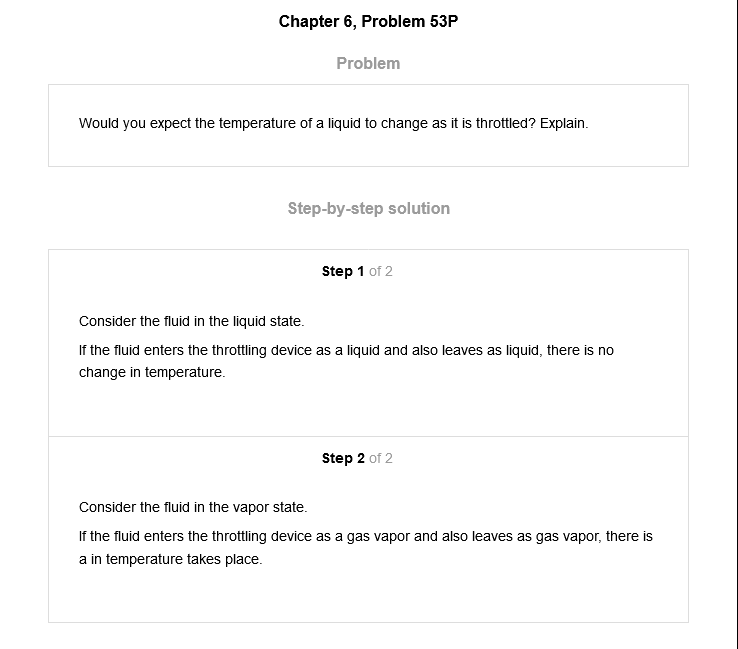 Chapter 6, Problem 53P
Problem
Would you expect the temperature of a liquid to change as it is throttled? Explain.
Step-by-step solution
Step 1 of 2
Consider the fluid in the liquid state.
If the fluid enters the throttling device as a liquid and also leaves as liquid, there is no
change in temperature.
Step 2 of 2
Consider the fluid in the vapor state.
If the fluid enters the throttling device as a gas vapor and also leaves as gas vapor, there is
a in temperature takes place.